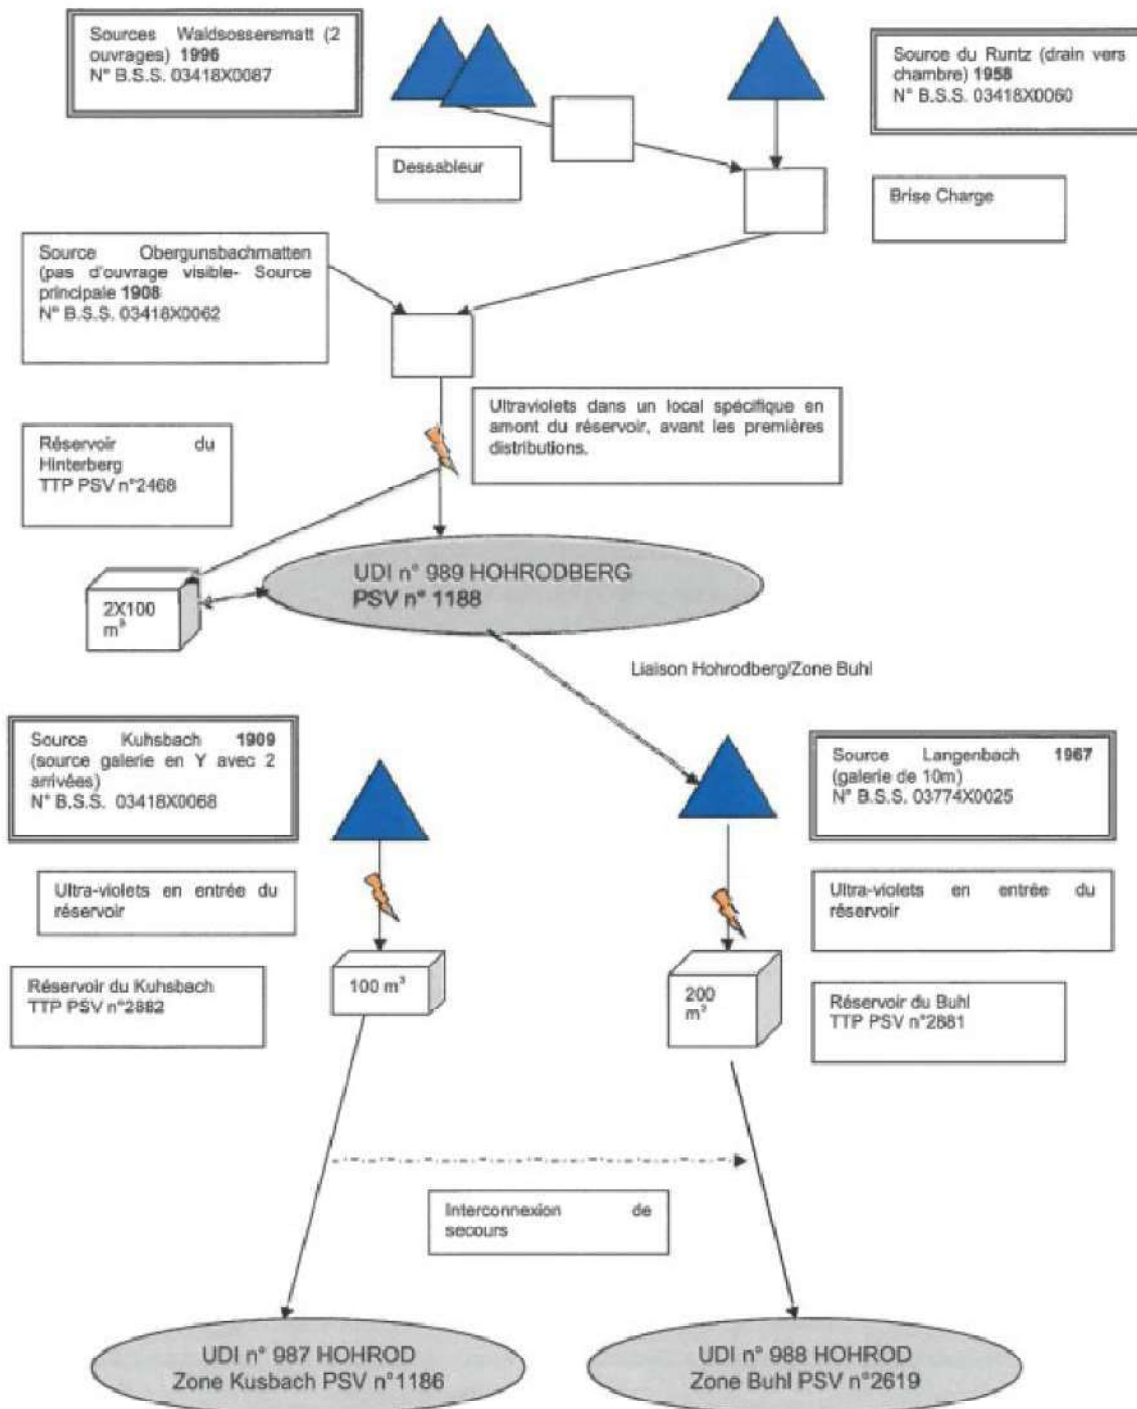 Sources Waldsossersmatt (2
ouvrages) 1996
N° B.S.S. 03418X0087
Source du Runtz (drain vers
chambre) 1958
N° B.S.S. 03418X0060
Dessableur
Brise Charge
Source Obergunsbachmatten
(pas d'ouvrage visible- Source
principale 1908
N° B.S.S. 03418X0062
Ultraviolets dans un local spécifique en
amont du réservoir, avant les premières
distributions.
Réservoir du
Hinterberg
TTP PSV n°2468
UDI n° 989 HOHRODBERG
PSV n° 1188
2X100
m³
Liaison Hohrodberg/Zone Buhl
Source Kuhsbach 1909
(source galerie en Y avec 2
arrivées)
N° B.S.S. 03418X0068
Source Langenbach 1967
(galerie de 10m)
N° B.S.S. 03774X0025
Ultra-violets en entrée du
réservoir
Ultra-violets en entrée du
réservoir
Réservoir du Kuhsbach
TTP PSV n°2882
100 m³
200
m³
Réservoir du Buhl
TTP PSV n°2881
Interconnexion de
secours
UDI n° 987 HOHROD
Zone Kusbach PSV n°1186
UDI n° 988 HOHROD
Zone Buhl PSV n°2619